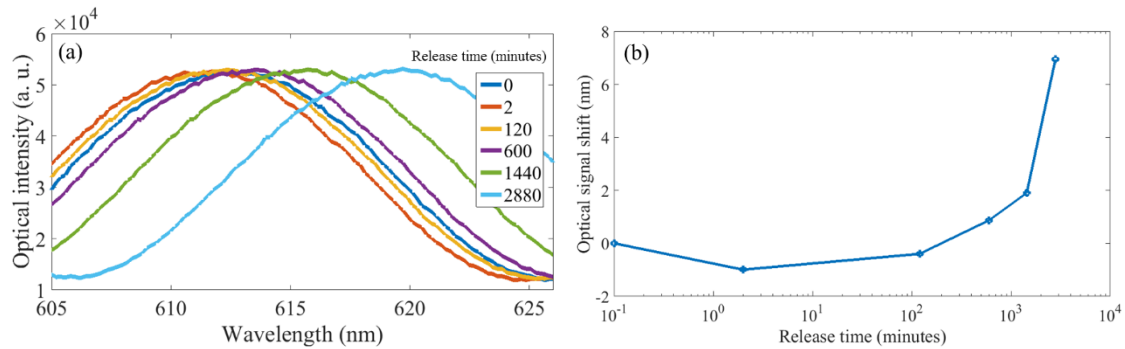 ×10⁴
(a)
Release time (minutes)
0
2
120
600
1440
2880
6
5
4
3
2
1
605 610 615 620 625
Optical intensity (a. u.)
Wavelength (nm)
(b)
8
6
4
2
0
-2
10⁻¹ 10⁰ 10¹ 10² 10³ 10⁴
Optical signal shift (nm)
Release time (minutes)